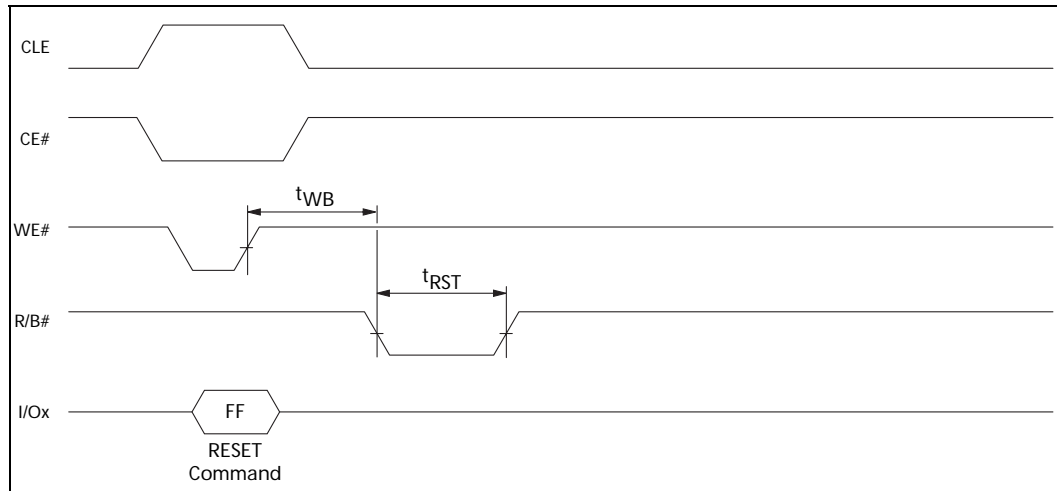 CLE
CE#
tWB
WE#
tRST
R/B#
I/Ox
FF
RESET
Command